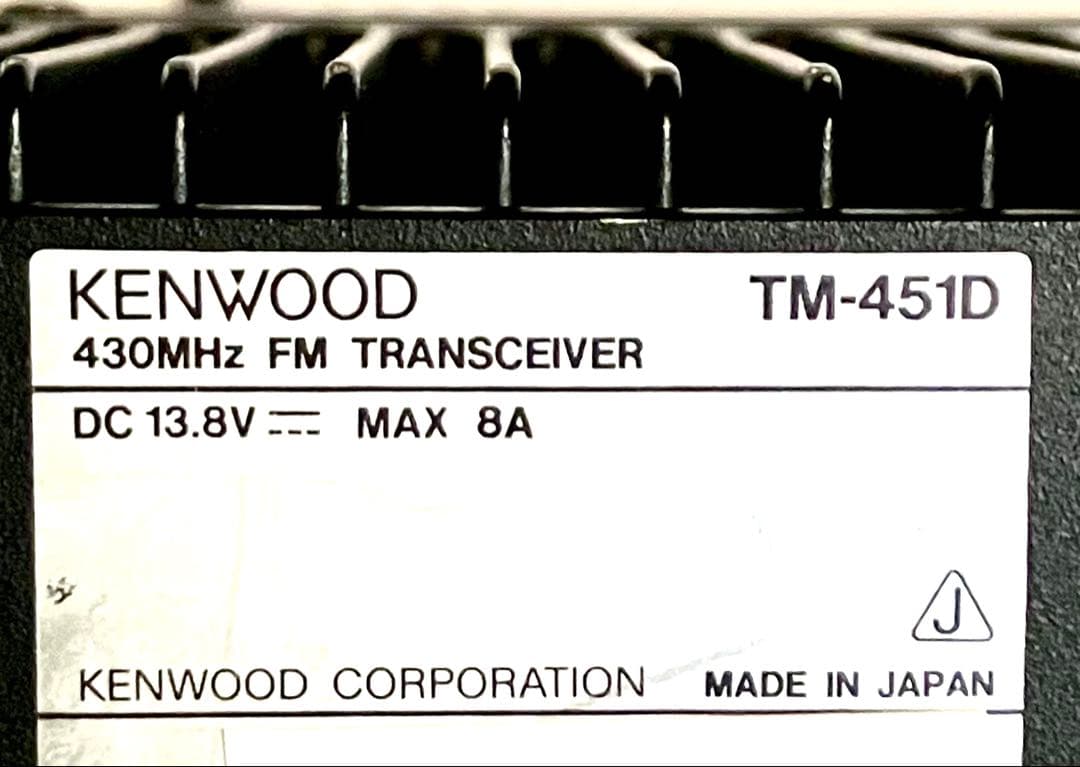 KENWOOD TM-451D
430MHz FM TRANSCEIVER
DC 13.8V ⎓ MAX 8A
J
KENWOOD CORPORATION MADE IN JAPAN